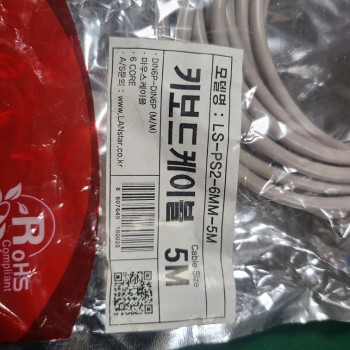 모델명 : LS-PS2-6MM-5M
키보드케이블 5M
Cable Size
· DIN6P-DIN6P (M/M)
· 마우스케이블
· 6 CORE
· A/S문의 : www.LANstar.co.kr
RoHS
Compliant